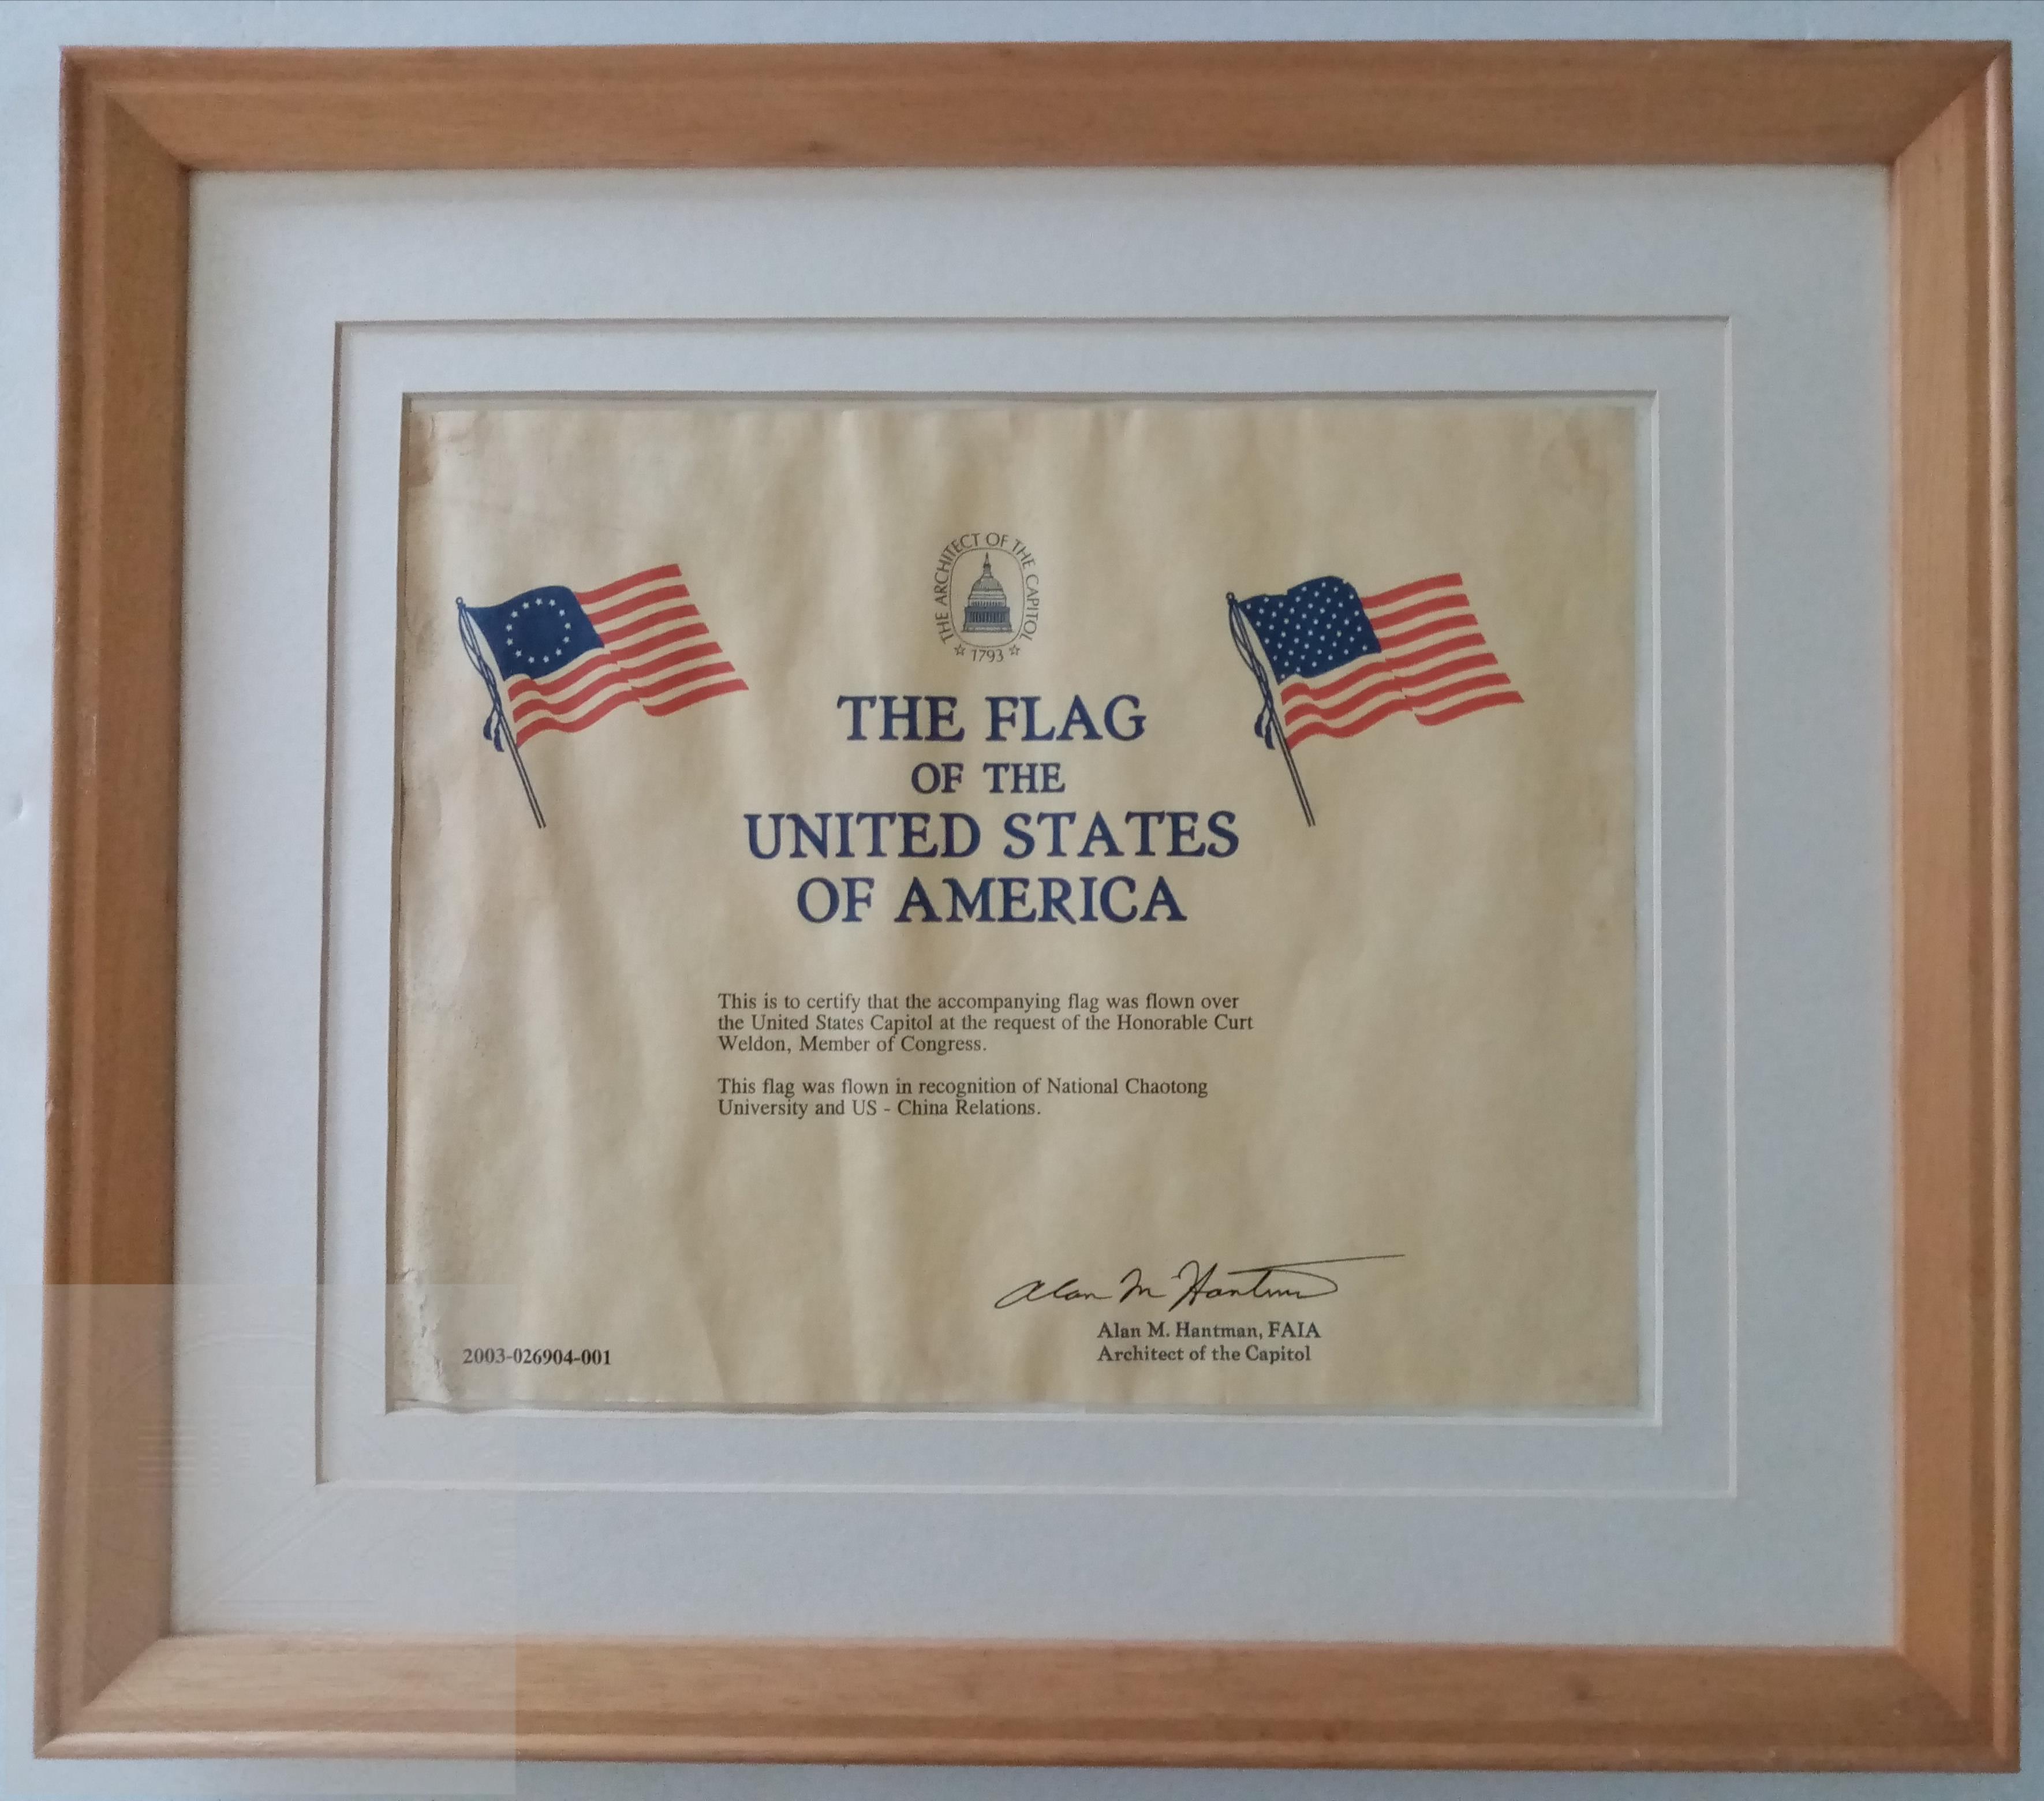 THE ARCHITECT OF THE CAPITOL
1793
THE FLAG
OF THE
UNITED STATES
OF AMERICA
This is to certify that the accompanying flag was flown over
the United States Capitol at the request of the Honorable Curt
Weldon, Member of Congress.
This flag was flown in recognition of National Chaotong
University and US - China Relations.
Alan M Hantman
Alan M. Hantman, FAIA
Architect of the Capitol
2003-026904-001